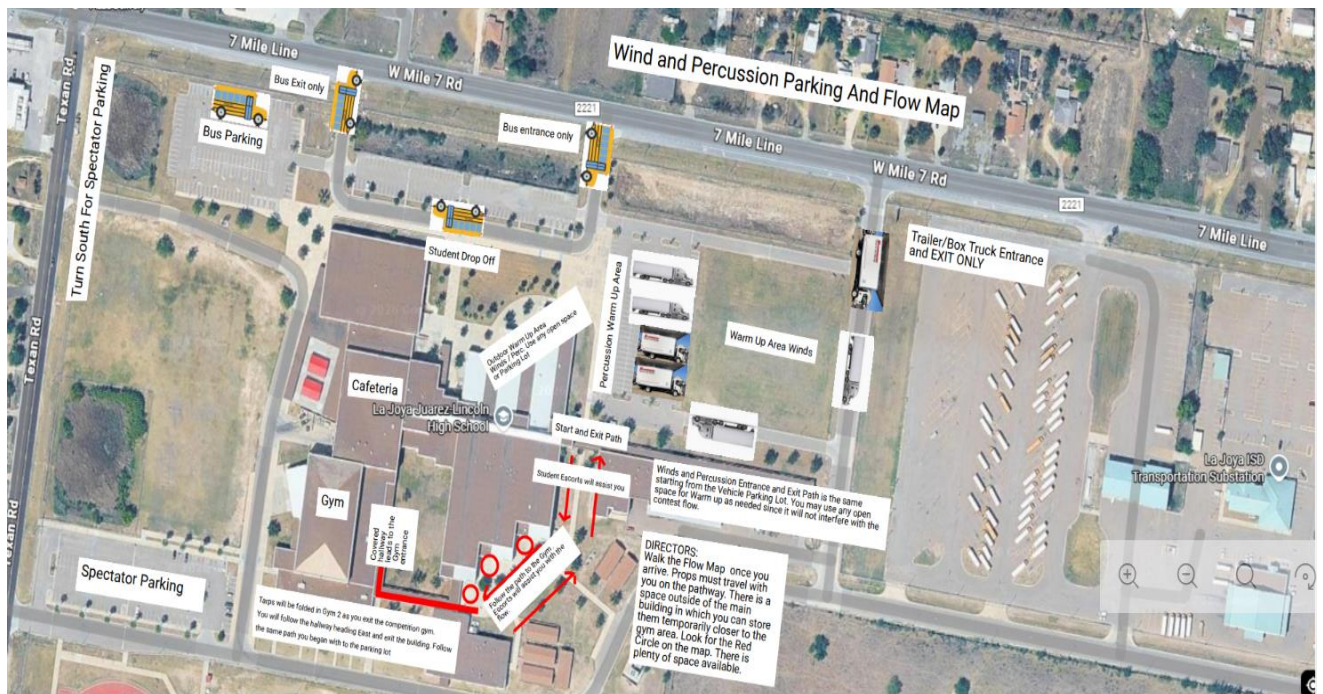 7 Mile Line
W Mile 7 Rd
Wind and Percussion Parking And Flow Map
Texan Rd
Turn South For Spectator Parking
Bus Exit only
Bus Parking
Bus entrance only
2221
7 Mile Line
W Mile 7 Rd
2221
7 Mile Line
Student Drop Off
Trailer/Box Truck Entrance
and EXIT ONLY
Percussion Warm Up Area
Outdoor Warm Up Area
Winds / Perc. Use any open space
or Parking Lot
Warm Up Area Winds
Texan Rd
Cafeteria
La Joya Juarez-Lincoln
High School
Start and Exit Path
Student Escorts will assist you
La Joya ISD
Transportation Substation
Winds and Percussion Entrance and Exit Path is the same
starting from the Vehicle Parking Lot. You may use any open
space for Warm up as needed since it will not interfere with the
contest flow.
Gym
Covered
hallway
leads to the
Gym
entrance
Texan Rd
Spectator Parking
Follow the path to the Gym
Escorts will assist you with the
flow.
DIRECTORS:
Walk the Flow Map once you
arrive. Props must travel with
you on the pathway. There is a
space outside of the main
building in which you can store
them temporarily closer to the
gym area. Look for the Red
Circle on the map. There is
plenty of space available.
Tarps will be folded in Gym 2 as you exit the competition gym.
You will follow the hallway heading East and exit the building. Follow
the same path you began with to the parking lot